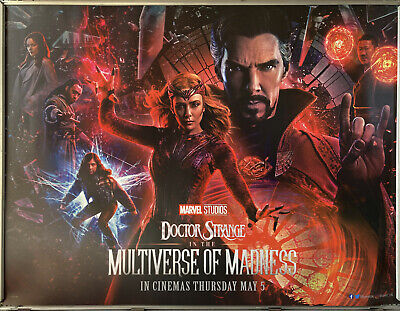 MARVEL STUDIOS
DOCTOR STRANGE
IN THE
MULTIVERSE OF MADNESS
IN CINEMAS THURSDAY MAY 5